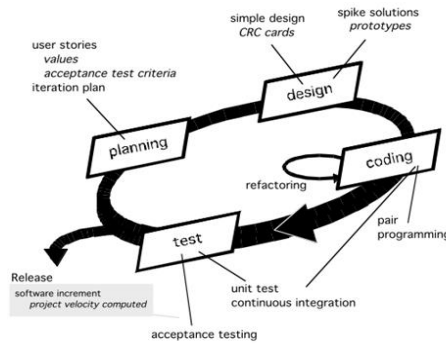 simple design
CRC cards
spike solutions
prototypes
user stories
values
acceptance test criteria
iteration plan
design
planning
coding
refactoring
pair
programming
test
unit test
continuous integration
Release
software increment
project velocity computed
acceptance testing